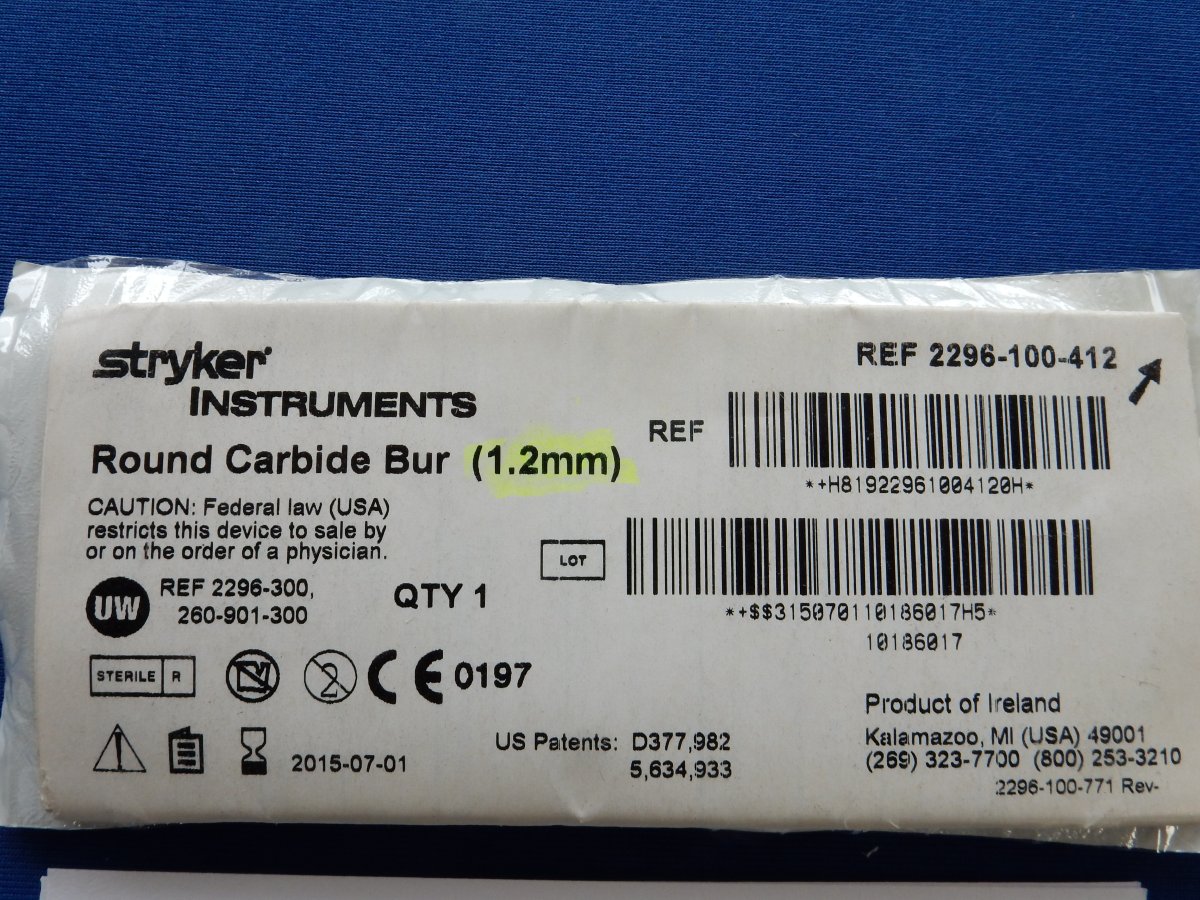 stryker
INSTRUMENTS
Round Carbide Bur (1.2mm)
CAUTION: Federal law (USA)
restricts this device to sale by
or on the order of a physician.
UW
REF 2296-300,
260-901-300
QTY 1
STERILE R
2
CE 0197
2015-07-01
US Patents: D377,982
5,634,933
REF 2296-100-412
REF
*+H81922961004120H*
LOT
*+$$315070110186017H5*
10186017
Product of Ireland
Kalamazoo, MI (USA) 49001
(269) 323-7700 (800) 253-3210
2296-100-771 Rev-